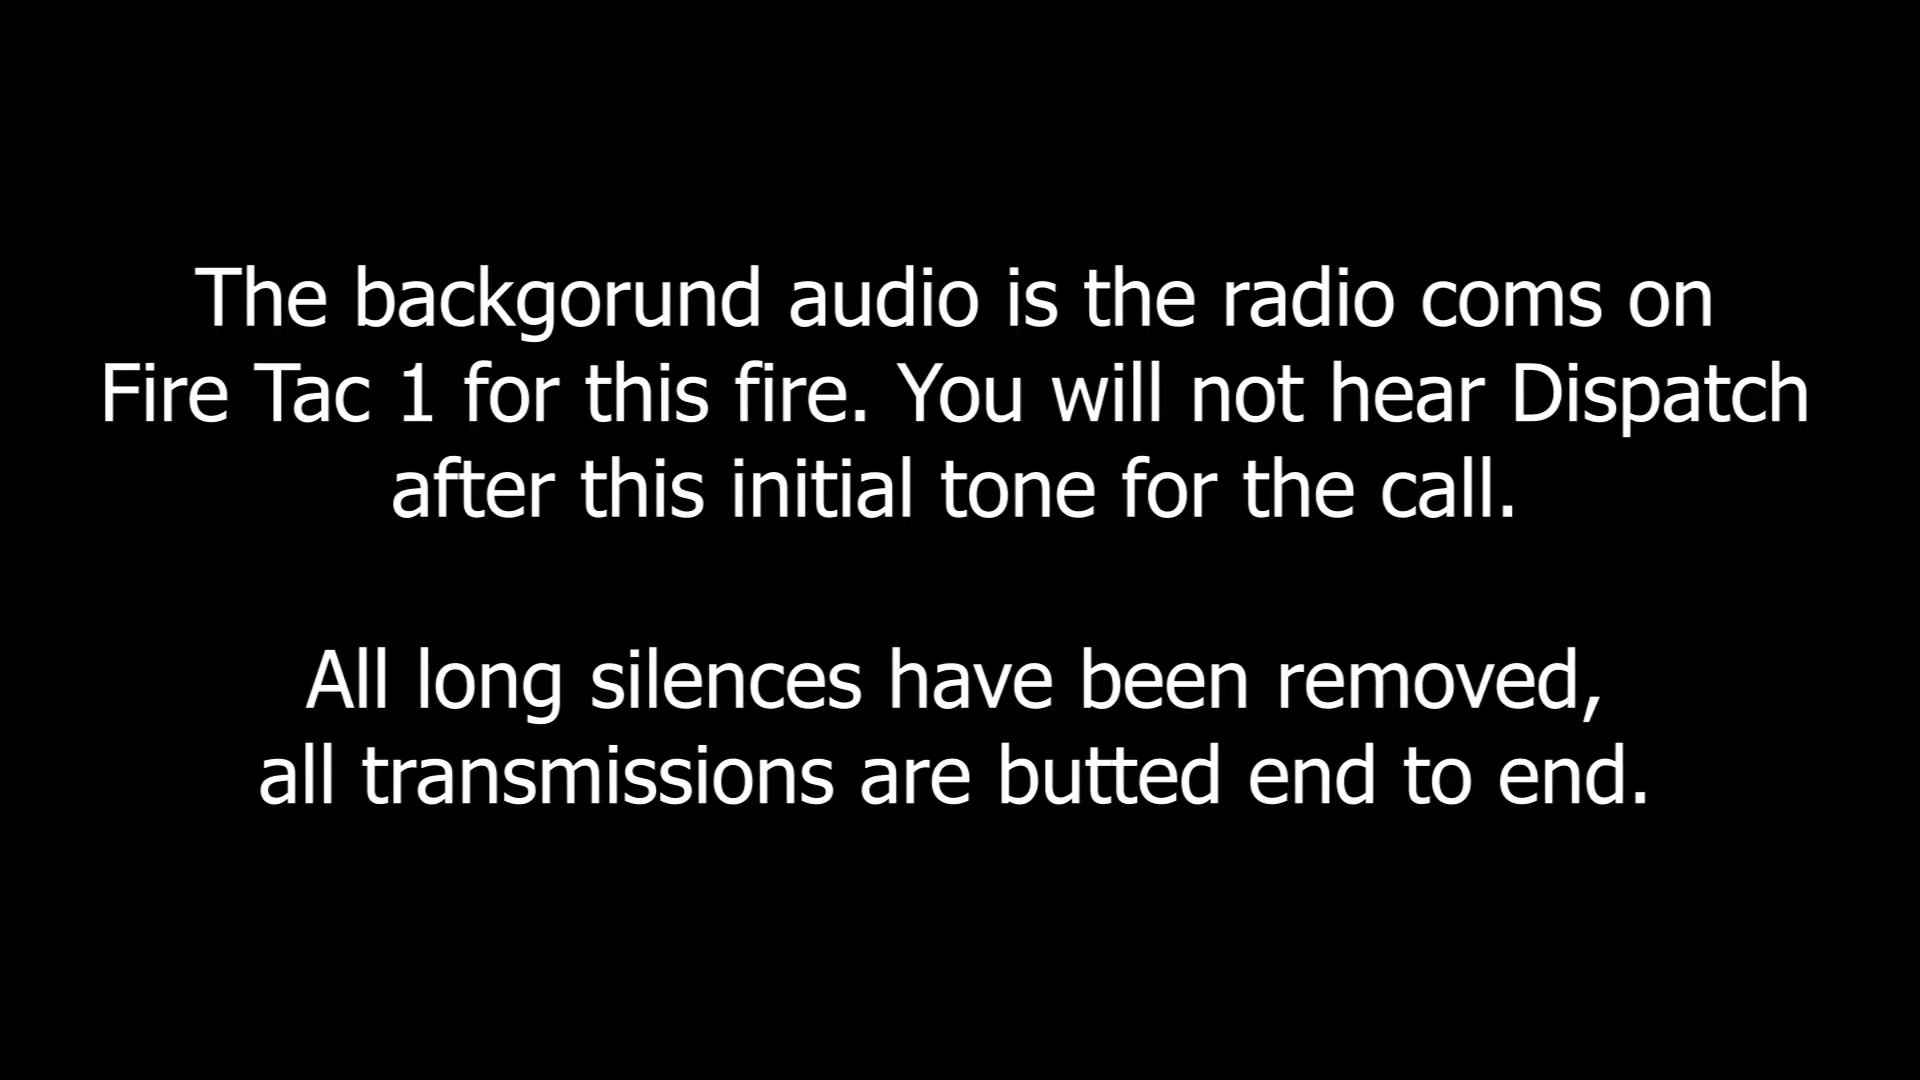 The backgorund audio is the radio coms on
Fire Tac 1 for this fire. You will not hear Dispatch
after this initial tone for the call.
All long silences have been removed,
all transmissions are butted end to end.